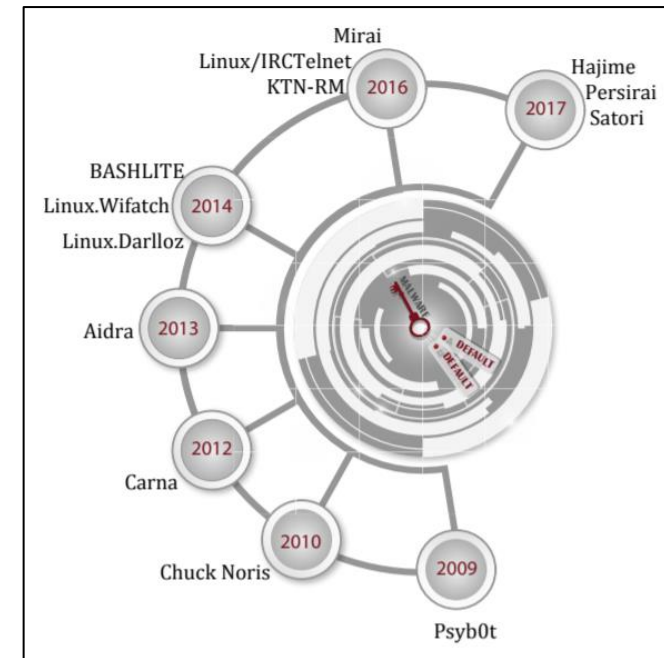 Mirai
Linux/IRCTelnet
KTN-RM
2016
Hajime
Persirai
Satori
2017
BASHLITE
Linux.Wifatch
Linux.Darlloz
2014
MALWARE
DEFAULT
DEFAULT
Aidra
2013
Carna
2012
Chuck Noris
2010
2009
Psyb0t